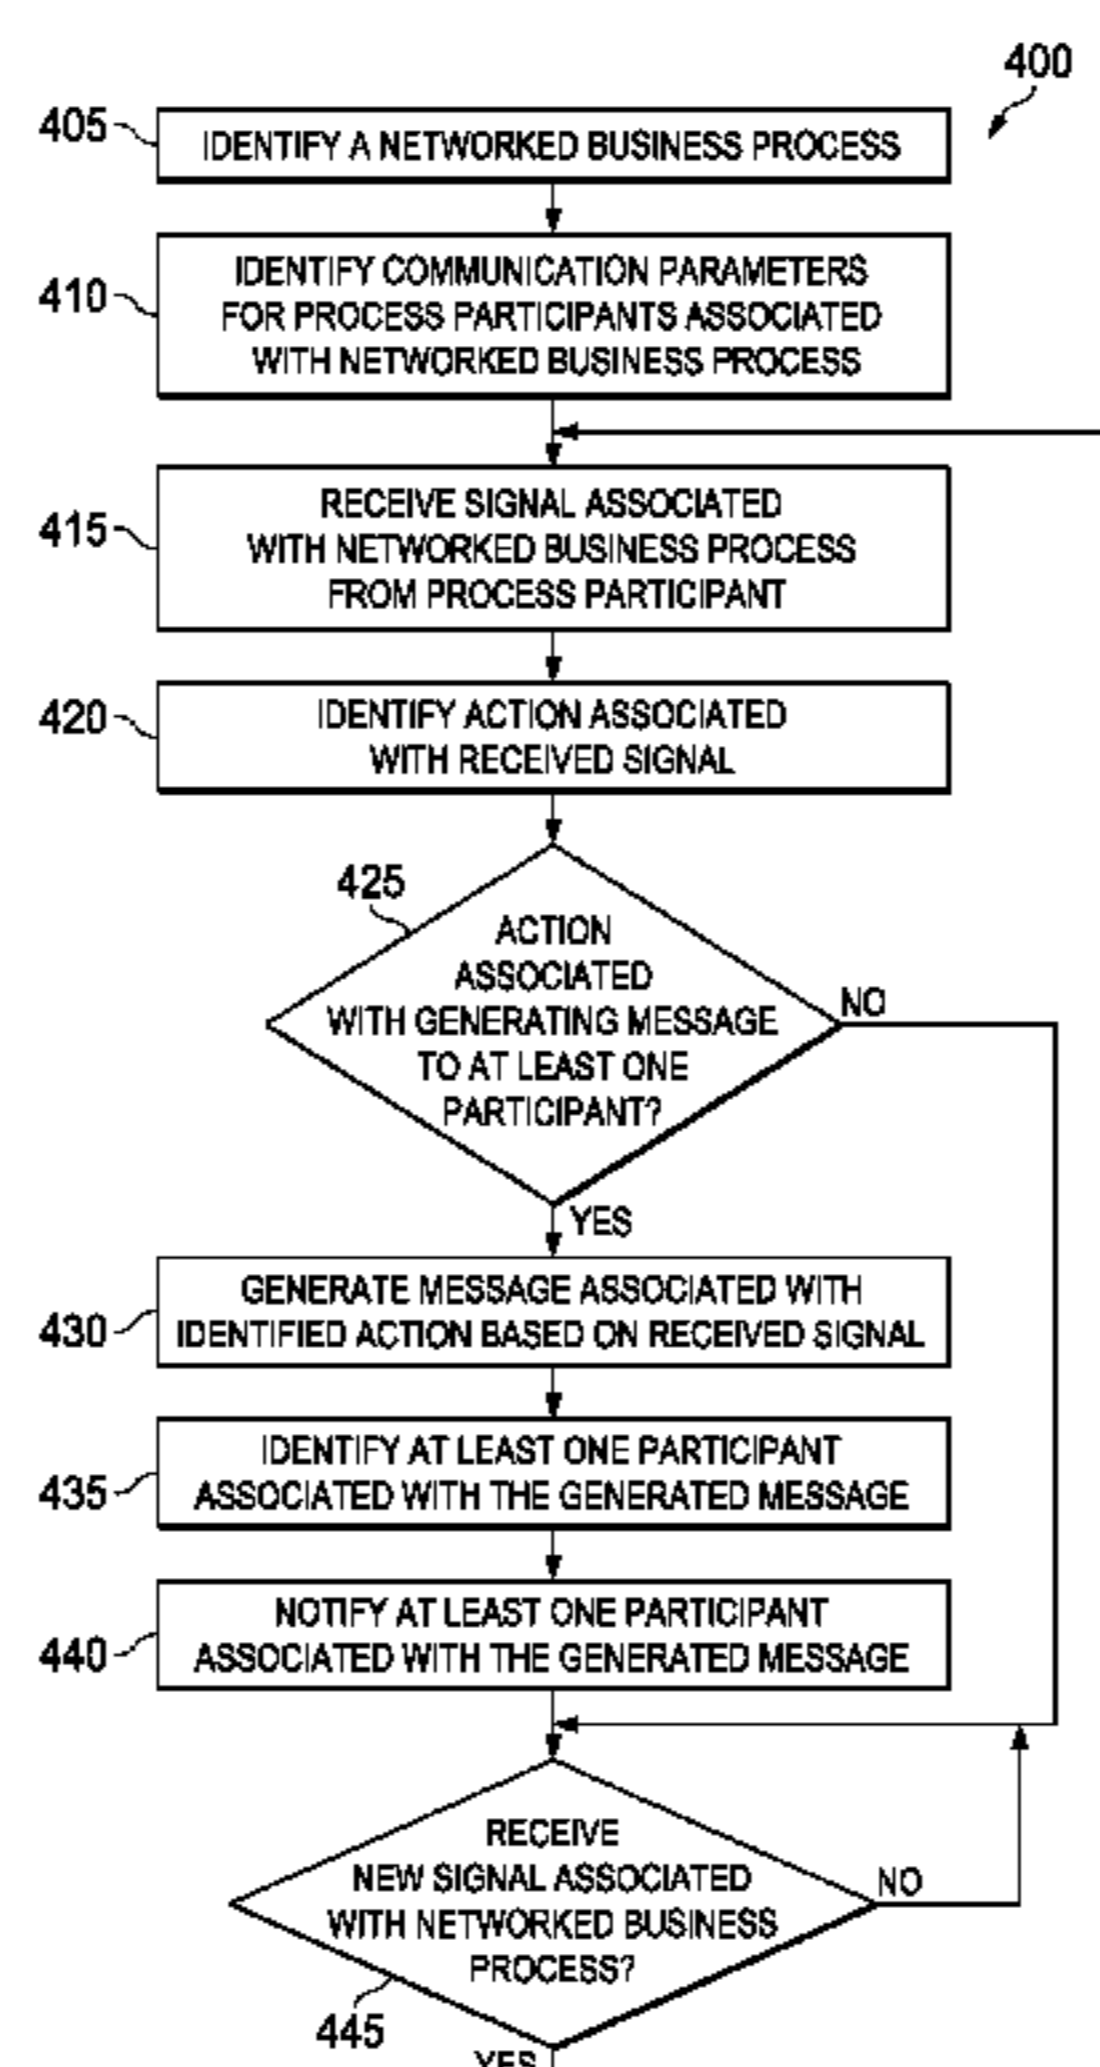 400
405
IDENTIFY A NETWORKED BUSINESS PROCESS
410
IDENTIFY COMMUNICATION PARAMETERS
FOR PROCESS PARTICIPANTS ASSOCIATED
WITH NETWORKED BUSINESS PROCESS
415
RECEIVE SIGNAL ASSOCIATED
WITH NETWORKED BUSINESS PROCESS
FROM PROCESS PARTICIPANT
420
IDENTIFY ACTION ASSOCIATED
WITH RECEIVED SIGNAL
425
ACTION
ASSOCIATED
WITH GENERATING MESSAGE
TO AT LEAST ONE
PARTICIPANT?
NO
YES
430
GENERATE MESSAGE ASSOCIATED WITH
IDENTIFIED ACTION BASED ON RECEIVED SIGNAL
435
IDENTIFY AT LEAST ONE PARTICIPANT
ASSOCIATED WITH THE GENERATED MESSAGE
440
NOTIFY AT LEAST ONE PARTICIPANT
ASSOCIATED WITH THE GENERATED MESSAGE
RECEIVE
NEW SIGNAL ASSOCIATED
WITH NETWORKED BUSINESS
PROCESS?
NO
445
YES